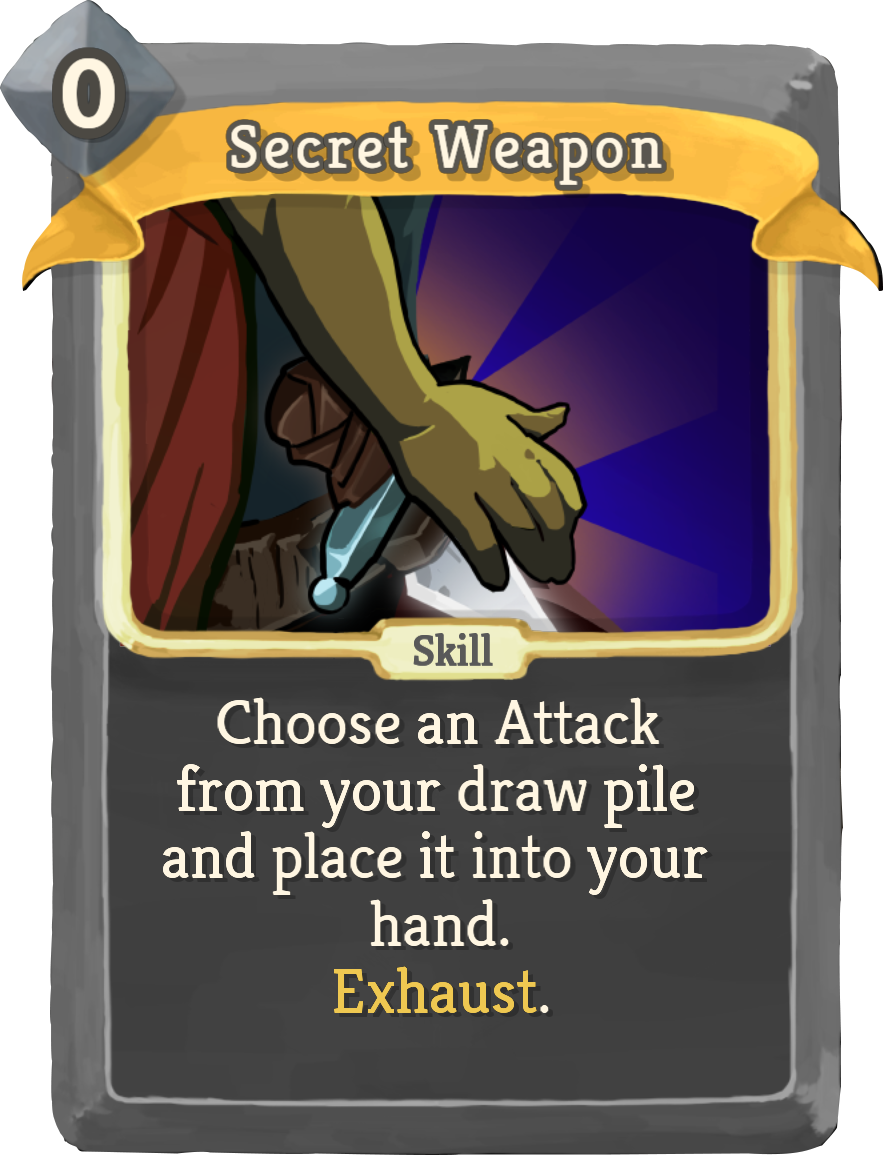 0
Secret Weapon
Skill
Choose an Attack
from your draw pile
and place it into your
hand.
Exhaust.